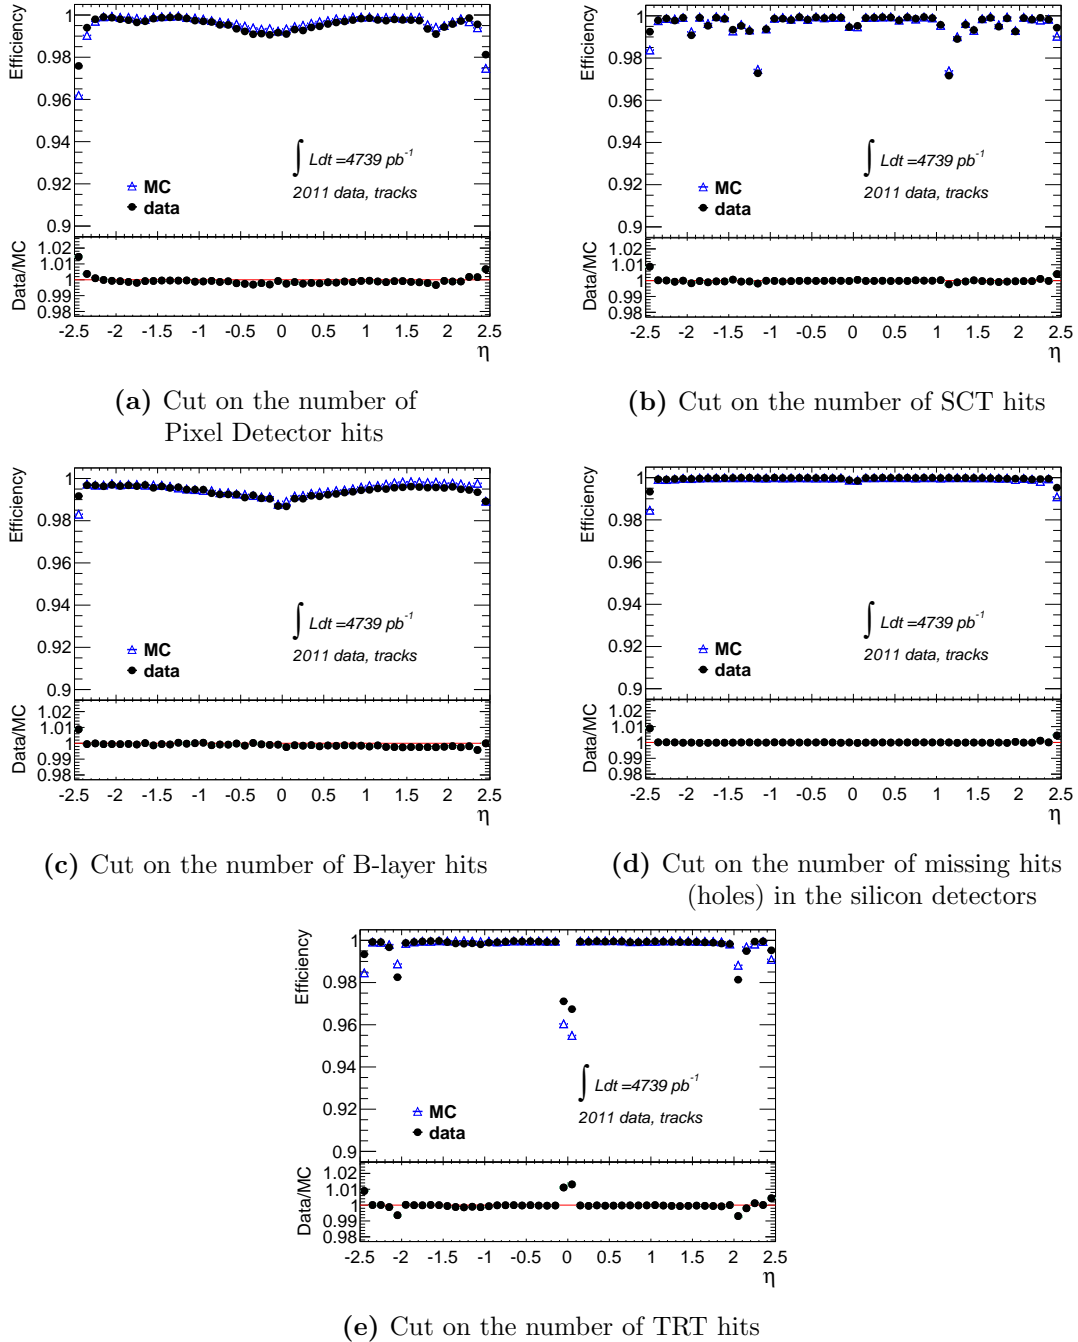 Efficiency
1
0.98
0.96
0.94
0.92
0.9
∫ Ldt =4739 pb⁻¹
MC
data
2011 data, tracks
Data/MC
1.02
1.01
1
0.99
0.98
-2.5 -2 -1.5 -1 -0.5 0 0.5 1 1.5 2 2.5
η
(a) Cut on the number of
Pixel Detector hits
Efficiency
1
0.98
0.96
0.94
0.92
0.9
∫ Ldt =4739 pb⁻¹
MC
data
2011 data, tracks
Data/MC
1.02
1.01
1
0.99
0.98
-2.5 -2 -1.5 -1 -0.5 0 0.5 1 1.5 2 2.5
η
(b) Cut on the number of SCT hits
Efficiency
1
0.98
0.96
0.94
0.92
0.9
∫ Ldt =4739 pb⁻¹
MC
data
2011 data, tracks
Data/MC
1.02
1.01
1
0.99
0.98
-2.5 -2 -1.5 -1 -0.5 0 0.5 1 1.5 2 2.5
η
(c) Cut on the number of B-layer hits
Efficiency
1
0.98
0.96
0.94
0.92
0.9
∫ Ldt =4739 pb⁻¹
MC
data
2011 data, tracks
Data/MC
1.02
1.01
1
0.99
0.98
-2.5 -2 -1.5 -1 -0.5 0 0.5 1 1.5 2 2.5
η
(d) Cut on the number of missing hits
(holes) in the silicon detectors
Efficiency
1
0.98
0.96
0.94
0.92
0.9
∫ Ldt =4739 pb⁻¹
MC
data
2011 data, tracks
Data/MC
1.02
1.01
1
0.99
0.98
-2.5 -2 -1.5 -1 -0.5 0 0.5 1 1.5 2 2.5
η
(e) Cut on the number of TRT hits